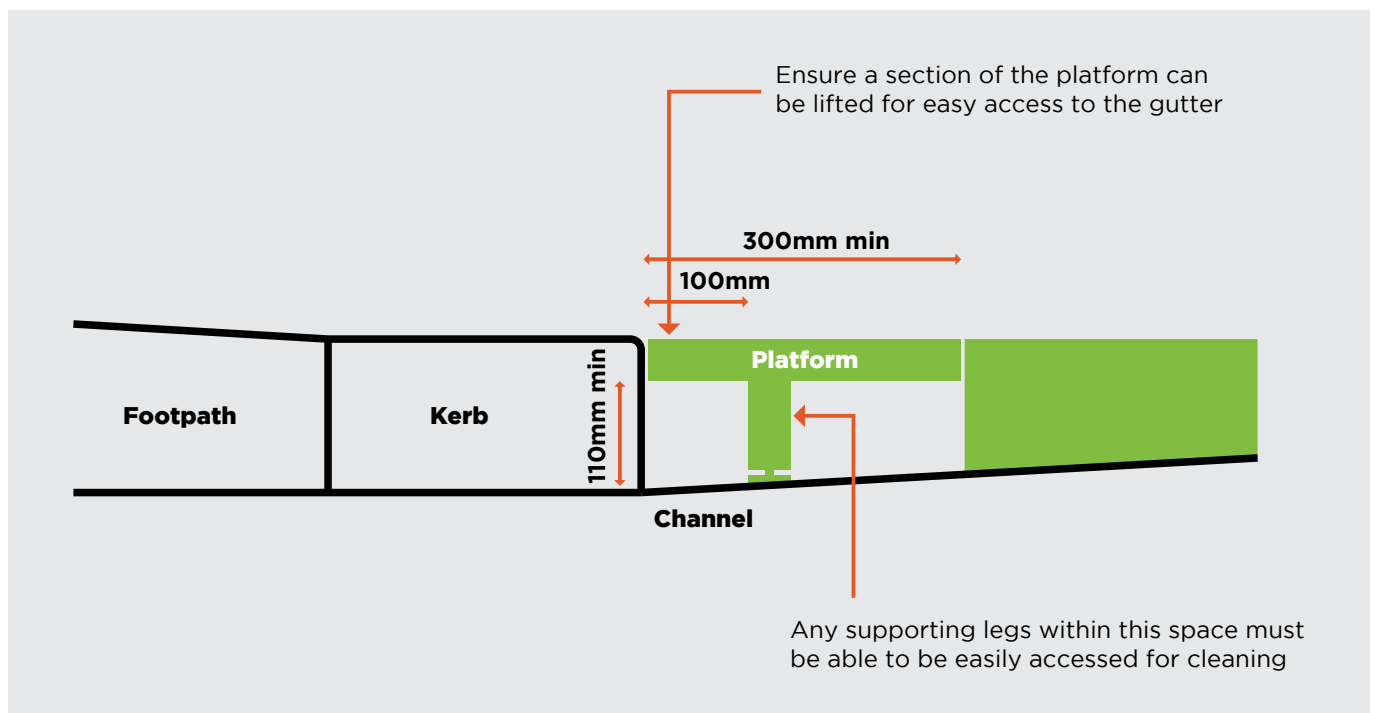 Ensure a section of the platform can
be lifted for easy access to the gutter
300mm min
100mm
Platform
Footpath
Kerb
110mm min
Channel
Any supporting legs within this space must
be able to be easily accessed for cleaning